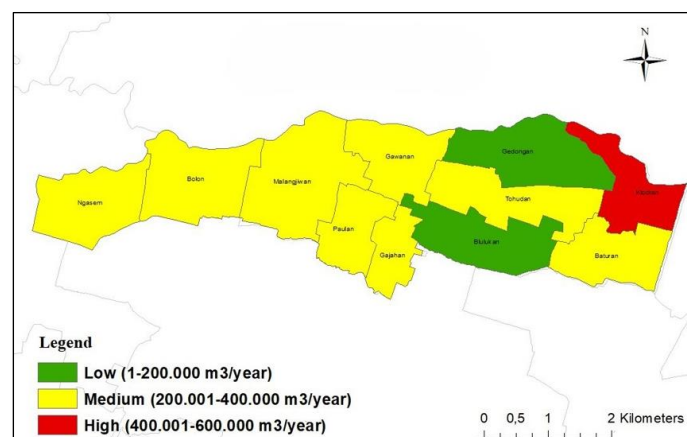 N
Gedongan
Gawanan
Bolon
Malangjiwan
Tohudan
Ngasem
Paulan
Blulukan
Gajahan
Baturan
Legend
Low (1-200.000 m3/year)
Medium (200.001-400.000 m3/year)
High (400.001-600.000 m3/year)
0 0,5 1 2 Kilometers